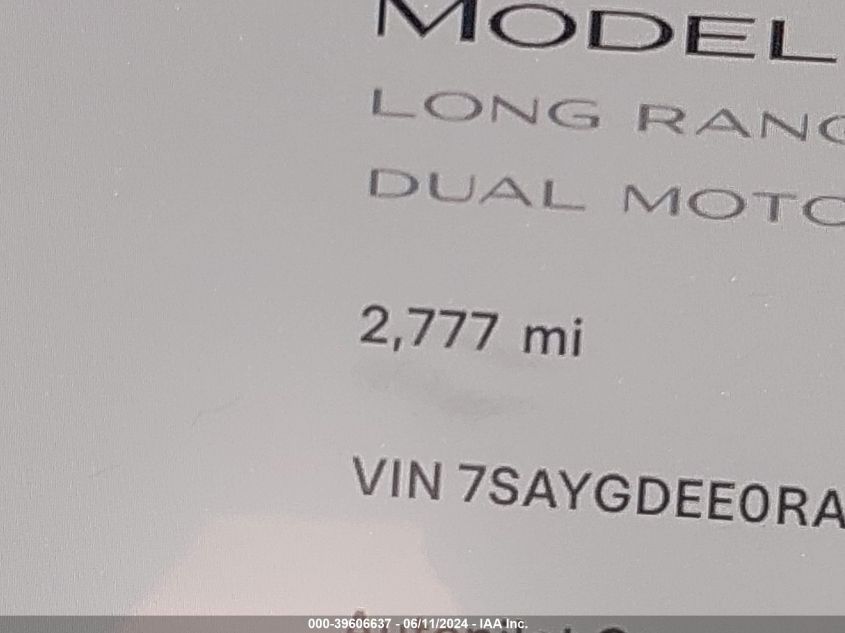 MODEL
LONG RANG
DUAL MOTO
2,777 mi
VIN 7SAYGDEE0RA
000-39606637 - 06/11/2024 - IAA Inc.